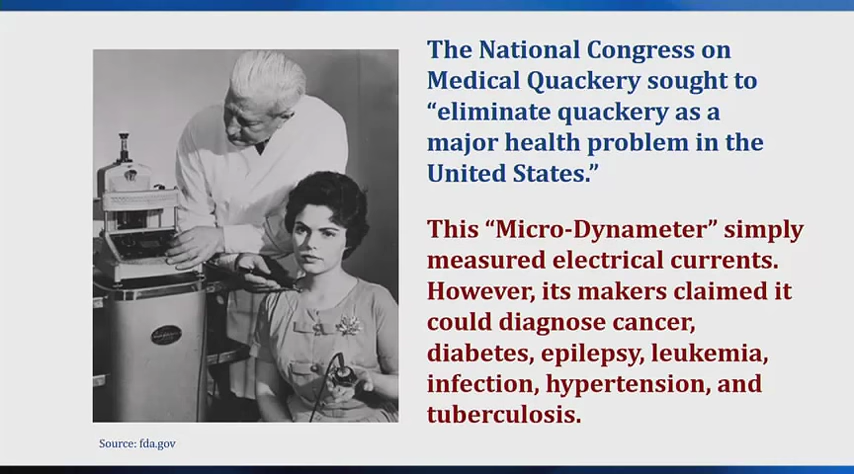 The National Congress on
Medical Quackery sought to
“eliminate quackery as a
major health problem in the
United States.”
This “Micro-Dynameter” simply
measured electrical currents.
However, its makers claimed it
could diagnose cancer,
diabetes, epilepsy, leukemia,
infection, hypertension, and
tuberculosis.
Source: fda.gov